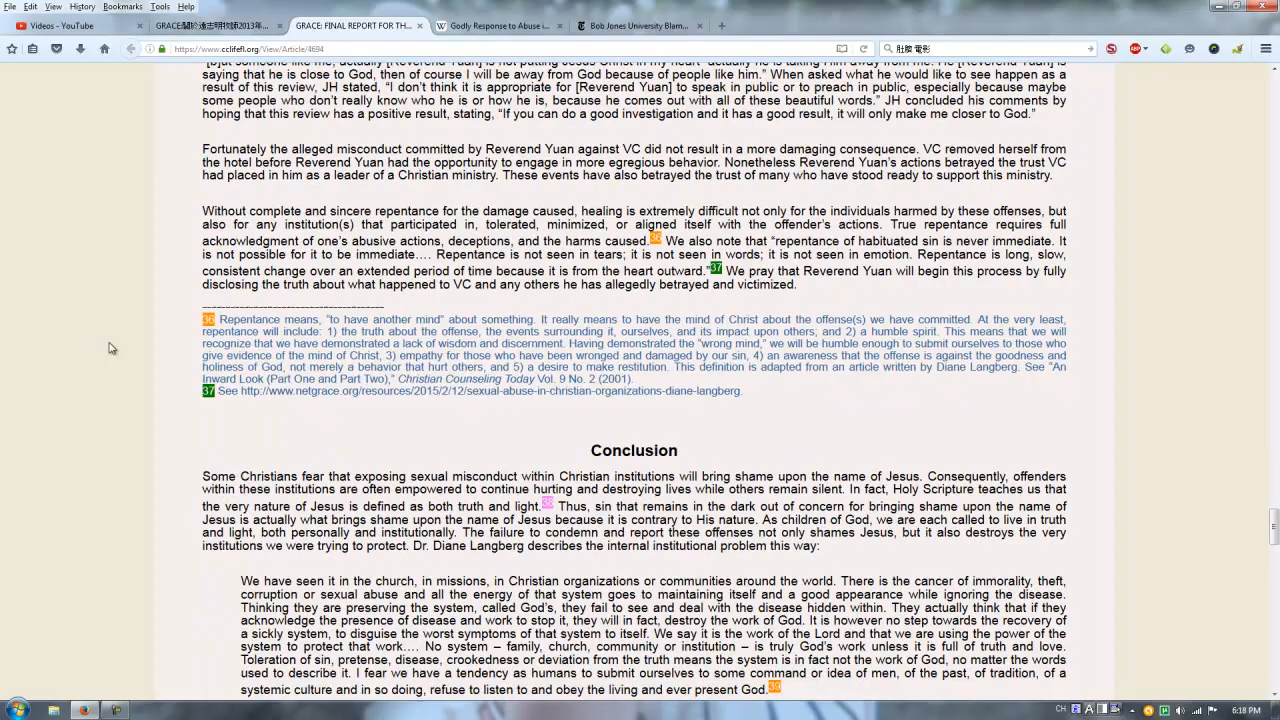 File Edit View History Bookmarks Tools Help
Videos - YouTube × GRACE:關於遠志明牧師2013年... × GRACE: FINAL REPORT FOR TH... × W Godly Response to Abuse i... × Bob Jones University Blam... × +
https://www.cclifefl.org/View/Article/4694
saying that he is close to God, then of course I will be away from God because of people like him.” When asked what he would like to see happen as a
result of this review, JH stated, “I don't think it is appropriate for [Reverend Yuan] to speak in public or to preach in public, especially because maybe
some people who don't really know who he is or how he is, because he comes out with all of these beautiful words.” JH concluded his comments by
hoping that this review has a positive result, stating, “If you can do a good investigation and it has a good result, it will only make me closer to God.”
Fortunately the alleged misconduct committed by Reverend Yuan against VC did not result in a more damaging consequence. VC removed herself from
the hotel before Reverend Yuan had the opportunity to engage in more egregious behavior. Nonetheless Reverend Yuan's actions betrayed the trust VC
had placed in him as a leader of a Christian ministry. These events have also betrayed the trust of many who have stood ready to support this ministry.
Without complete and sincere repentance for the damage caused, healing is extremely difficult not only for the individuals harmed by these offenses, but
also for any institution(s) that participated in, tolerated, minimized, or aligned itself with the offender's actions. True repentance requires full
acknowledgment of one's abusive actions, deceptions, and the harms caused.36 We also note that “repentance of habituated sin is never immediate. It
is not possible for it to be immediate.... Repentance is not seen in tears; it is not seen in words; it is not seen in emotion. Repentance is long, slow,
consistent change over an extended period of time because it is from the heart outward.”37 We pray that Reverend Yuan will begin this process by fully
disclosing the truth about what happened to VC and any others he has allegedly betrayed and victimized.
36 Repentance means, “to have another mind” about something. It really means to have the mind of Christ about the offense(s) we have committed. At the very least,
repentance will include: 1) the truth about the offense, the events surrounding it, ourselves, and its impact upon others; and 2) a humble spirit. This means that we will
recognize that we have demonstrated a lack of wisdom and discernment. Having demonstrated the “wrong mind,” we will be humble enough to submit ourselves to those who
give evidence of the mind of Christ, 3) empathy for those who have been wronged and damaged by our sin, 4) an awareness that the offense is against the goodness and
holiness of God, not merely a behavior that hurt others, and 5) a desire to make restitution. This definition is adapted from an article written by Diane Langberg. See “An
Inward Look (Part One and Part Two),” Christian Counseling Today Vol. 9 No. 2 (2001).
37 See http://www.netgrace.org/resources/2015/2/12/sexual-abuse-in-christian-organizations-diane-langberg.
Conclusion
Some Christians fear that exposing sexual misconduct within Christian institutions will bring shame upon the name of Jesus. Consequently, offenders
within these institutions are often empowered to continue hurting and destroying lives while others remain silent. In fact, Holy Scripture teaches us that
the very nature of Jesus is defined as both truth and light.38 Thus, sin that remains in the dark out of concern for bringing shame upon the name of
Jesus is actually what brings shame upon the name of Jesus because it is contrary to His nature. As children of God, we are each called to live in truth
and light, both personally and institutionally. The failure to condemn and report these offenses not only shames Jesus, but it also destroys the very
institutions we were trying to protect. Dr. Diane Langberg describes the internal institutional problem this way:
We have seen it in the church, in missions, in Christian organizations or communities around the world. There is the cancer of immorality, theft,
corruption or sexual abuse and all the energy of that system goes to maintaining itself and a good appearance while ignoring the disease.
Thinking they are preserving the system, called God's, they fail to see and deal with the disease hidden within. They actually think that if they
acknowledge the presence of disease and work to stop it, they will in fact, destroy the work of God. It is however no step towards the recovery of
a sickly system, to disguise the worst symptoms of that system to itself. We say it is the work of the Lord and that we are using the power of the
system to protect that work.... No system – family, church, community or institution – is truly God's work unless it is full of truth and love.
Toleration of sin, pretense, disease, crookedness or deviation from the truth means the system is in fact not the work of God, no matter the words
used to describe it. I fear we have a tendency as humans to submit ourselves to some command or idea of men, of the past, of tradition, of a
systemic culture and in so doing, refuse to listen to and obey the living and ever present God.39
CH 6:18 PM